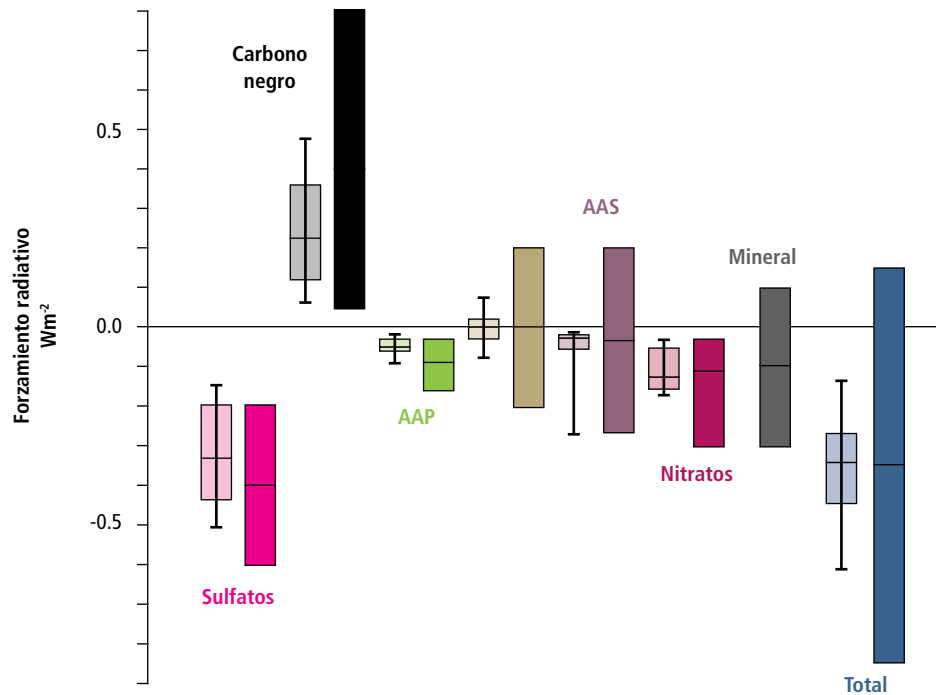 Carbono
negro
0.5
AAS
Mineral
Forzamiento radiativo
Wm-2
0.0
AAP
Nitratos
-0.5
Sulfatos
Total